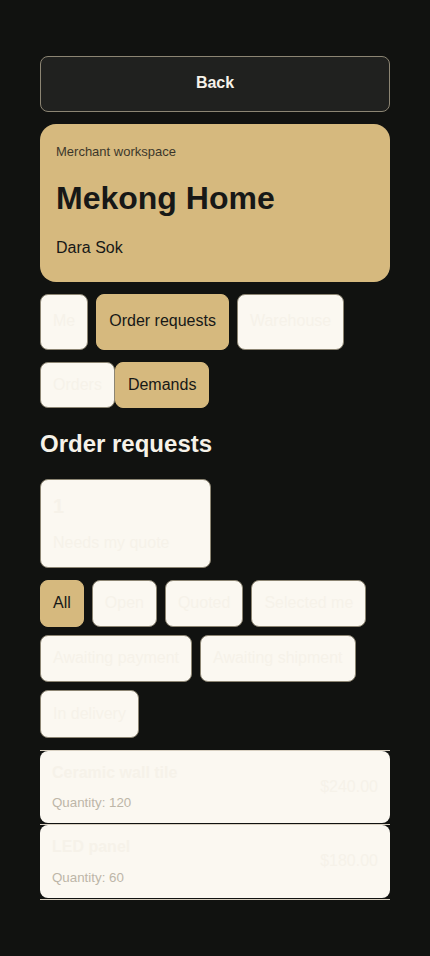 Back
Merchant workspace
Mekong Home
Dara Sok
Me Order requests Warehouse
Orders Demands
Order requests
1
Needs my quote
All Open Quoted Selected me
Awaiting payment Awaiting shipment
In delivery
Ceramic wall tile
$240.00
Quantity: 120
LED panel
$180.00
Quantity: 60